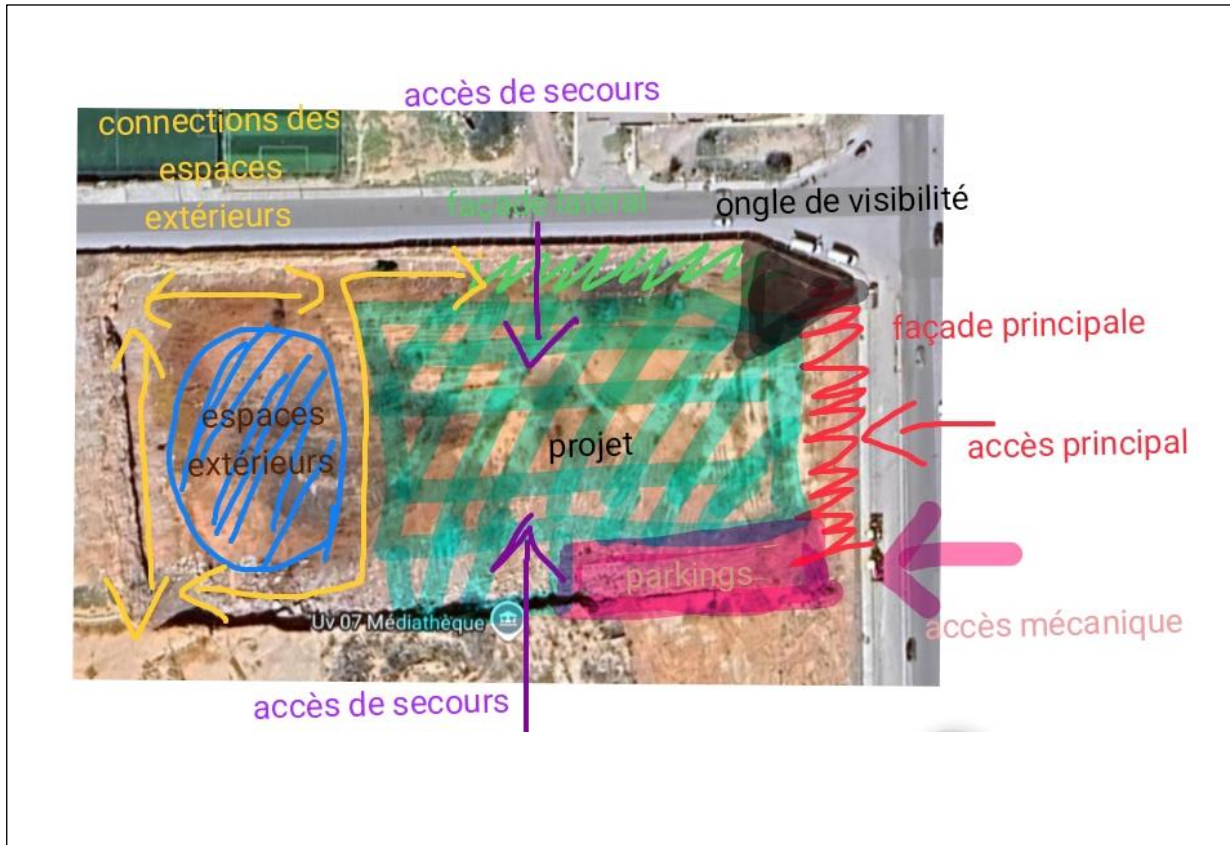 accès de secours
connections des
espaces
extérieurs
façade latéral
ongle de visibilité
façade principale
espaces
extérieurs
projet
accès principal
parkings
Uv 07 Médiathèque
accès mécanique
accès de secours